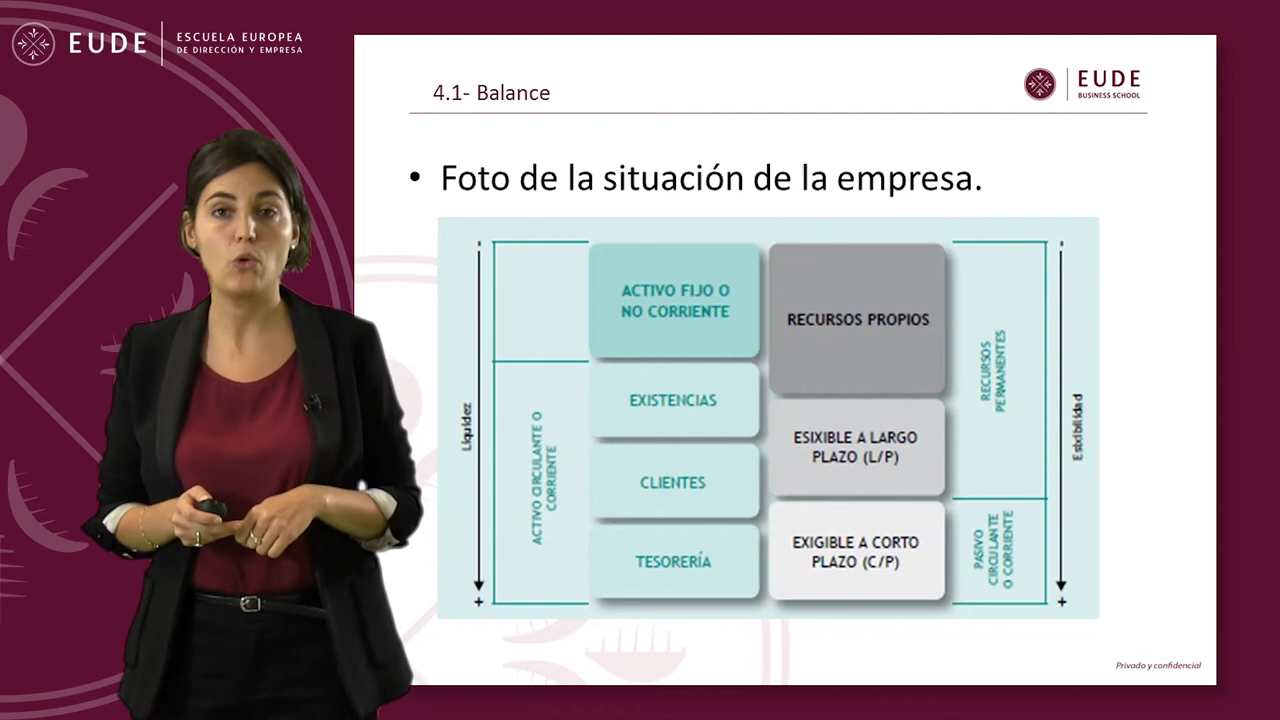 EUDE
ESCUELA EUROPEA
DE DIRECCIÓN Y EMPRESA
4.1- Balance
EUDE
BUSINESS SCHOOL
• Foto de la situación de la empresa.
-
Liquidez
+
ACTIVO CIRCULANTE O
CORRIENTE
ACTIVO FIJO O
NO CORRIENTE
EXISTENCIAS
CLIENTES
TESORERÍA
RECURSOS PROPIOS
ESIXIBLE A LARGO
PLAZO (L/P)
EXIGIBLE A CORTO
PLAZO (C/P)
RECURSOS
PERMANENTES
PASIVO
CIRCULANTE
O CORRIENTE
-
Esixibilidad
+
Privado y confidencial